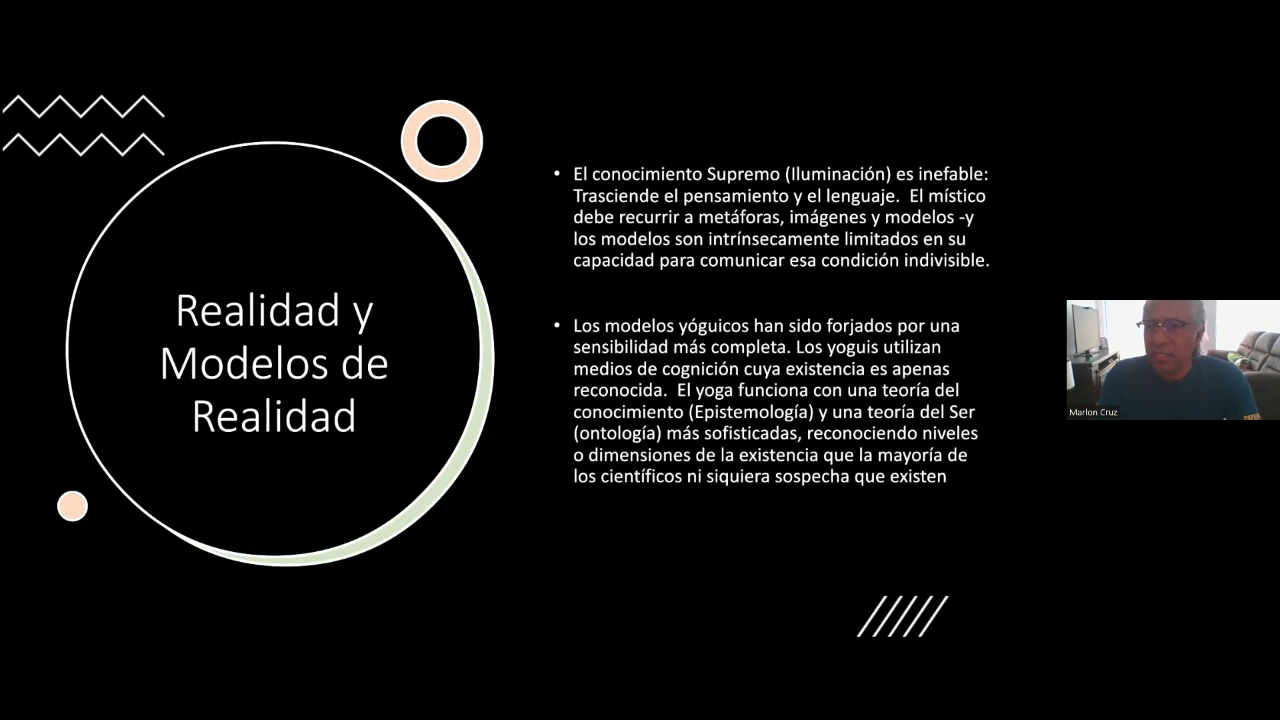 Realidad y
Modelos de
Realidad
• El conocimiento Supremo (Iluminación) es inefable:
Trasciende el pensamiento y el lenguaje.  El místico
debe recurrir a metáforas, imágenes y modelos -y
los modelos son intrínsecamente limitados en su
capacidad para comunicar esa condición indivisible.
• Los modelos yóguicos han sido forjados por una
sensibilidad más completa. Los yoguis utilizan
medios de cognición cuya existencia es apenas
reconocida.  El yoga funciona con una teoría del
conocimiento (Epistemología) y una teoría del Ser
(ontología) más sofisticadas, reconociendo niveles
o dimensiones de la existencia que la mayoría de
los científicos ni siquiera sospecha que existen
Marlon Cruz